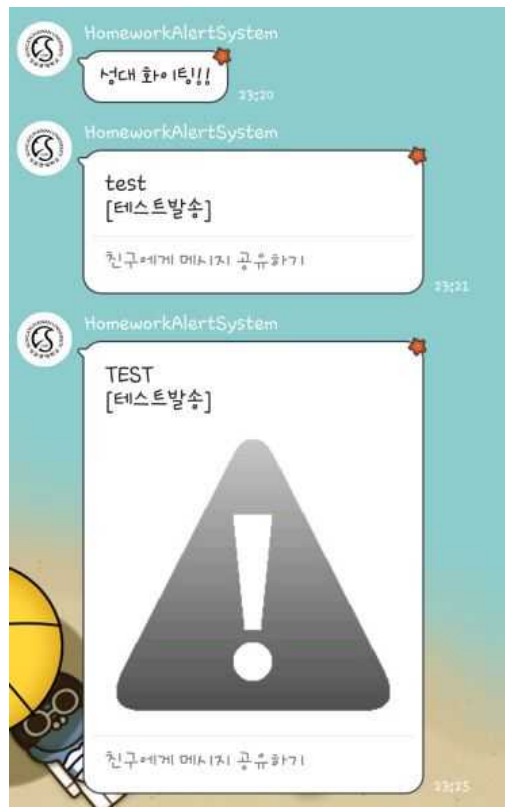 HomeworkAlertSystem
성대 화이팅!!!
23:20
HomeworkAlertSystem
test
[테스트발송]
친구에게 메시지 공유하기
23:21
HomeworkAlertSystem
TEST
[테스트발송]
친구에게 메시지 공유하기
23:25